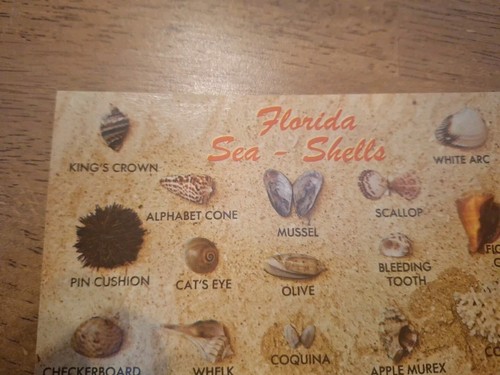 Florida
Sea - Shells
KING'S CROWN
WHITE ARC
ALPHABET CONE
SCALLOP
MUSSEL
PIN CUSHION
CAT'S EYE
OLIVE
BLEEDING
TOOTH
CHECKERBOARD
WHELK
COQUINA
APPLE MUREX